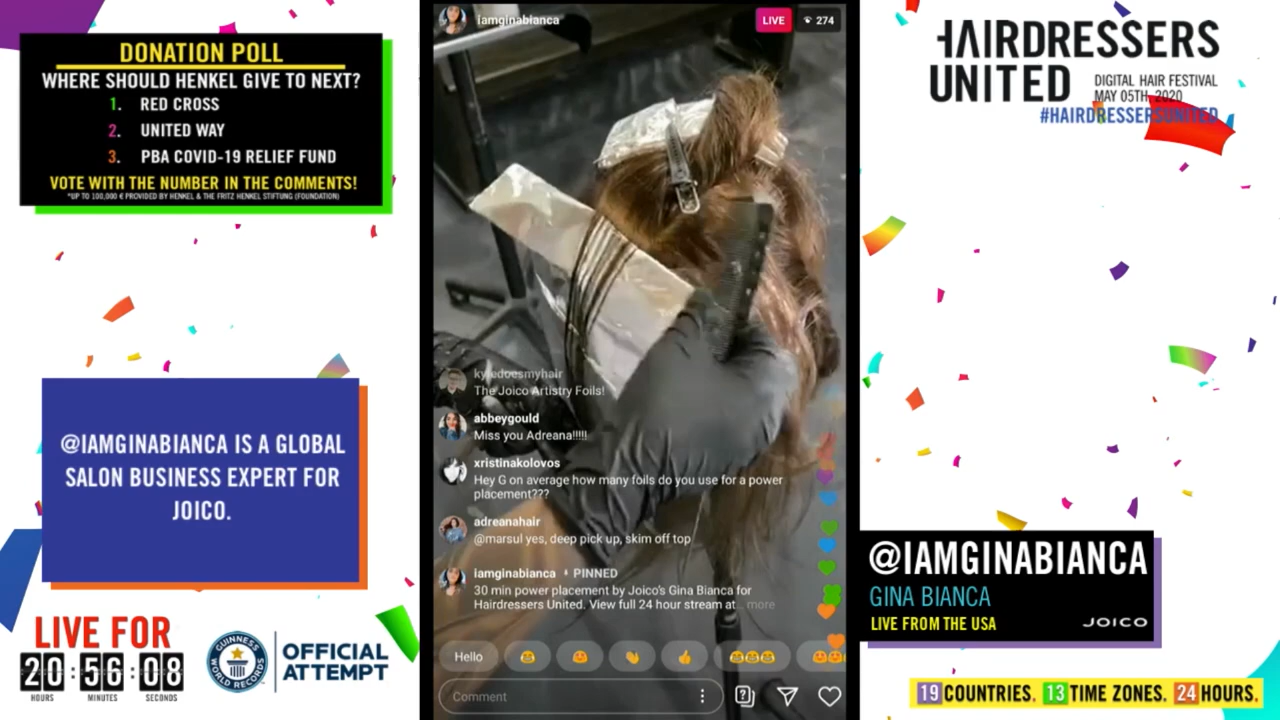 DONATION POLL
WHERE SHOULD HENKEL GIVE TO NEXT?
1. RED CROSS
2. UNITED WAY
3. PBA COVID-19 RELIEF FUND
VOTE WITH THE NUMBER IN THE COMMENTS!
*UP TO 100,000 € PROVIDED BY HENKEL & THE FRITZ HENKEL STIFTUNG (FOUNDATION)
@IAMGINABIANCA IS A GLOBAL
SALON BUSINESS EXPERT FOR
JOICO.
LIVE FOR
20:56:08
HOURS MINUTES SECONDS
GUINNESS
WORLD RECORDS
OFFICIAL
ATTEMPT
iamginabianca
LIVE
274
kyledoesmyhair
The Joico Artistry Foils!
abbeygould
Miss you Adreana!!!!!
xristinakolovos
Hey G on average how many foils do you use for a power
placement???
adreanahair
@marsul yes, deep pick up, skim off top
iamginabianca PINNED
30 min power placement by Joico's Gina Bianca for
Hairdressers United. View full 24 hour stream at... more
Hello
Comment
HAIRDRESSERS
UNITED
DIGITAL HAIR FESTIVAL
MAY 05TH, 2020
#HAIRDRESSERSUNITED
@IAMGINABIANCA
GINA BIANCA
LIVE FROM THE USA
JOICO
19 COUNTRIES. 13 TIME ZONES. 24 HOURS.